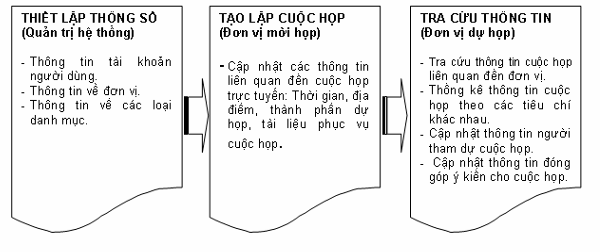 THIẾT LẬP THÔNG SỐ
(Quản trị hệ thống)
- Thông tin tài khoản
người dùng.
- Thông tin về đơn vị.
- Thông tin về các loại
danh mục.
TẠO LẬP CUỘC HỌP
(Đơn vị mời họp)
- Cập nhật các thông tin
liên quan đến cuộc họp
trực tuyến: Thời gian, địa
điểm, thành phần dự
họp, tài liệu phục vụ
cuộc họp.
TRA CỨU THÔNG TIN
(Đơn vị dự họp)
- Tra cứu thông tin cuộc họp
liên quan đến đơn vị.
- Thống kê thông tin cuộc
họp theo các tiêu chí
khác nhau.
- Cập nhật thông tin người
tham dự cuộc họp.
- Cập nhật thông tin đóng
góp ý kiến cho cuộc họp.